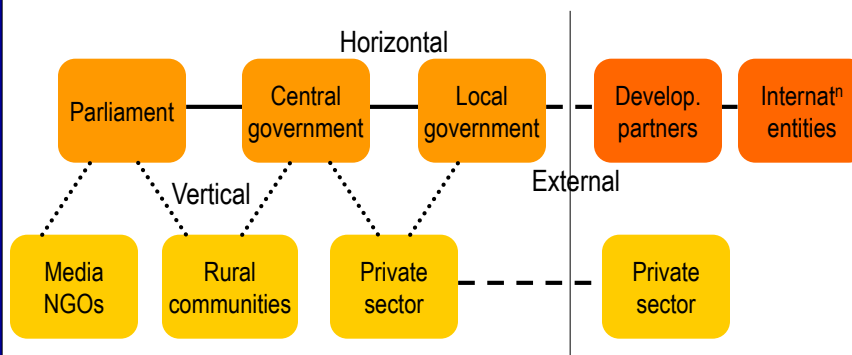 Horizontal
Parliament
Central
government
Local
government
Develop.
partners
Internatⁿ
entities
Vertical
External
Media
NGOs
Rural
communities
Private
sector
Private
sector